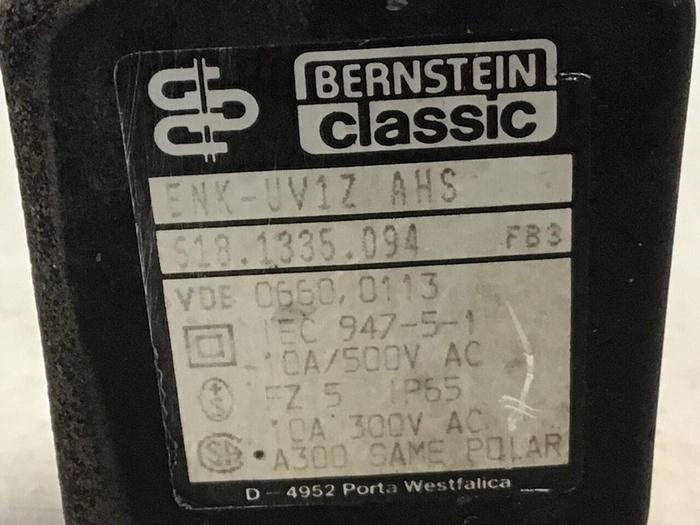 BERNSTEIN
classic
ENK-UV1Z AHS
618.1335.094 FB3
VDE 0660, 0113
IEC 947-5-1
10A/500V AC
FZ 5 IP65
10A 300V AC
A300 SAME POLAR
D-4952 Porta Westfalica